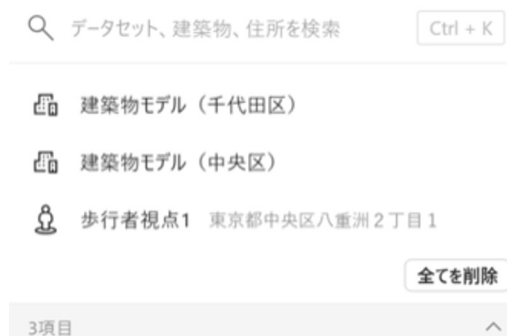 データセット、建築物、住所を検索 Ctrl + K
建築物モデル（千代田区）
建築物モデル（中央区）
歩行者視点1 東京都中央区八重洲２丁目１
全てを削除
3項目